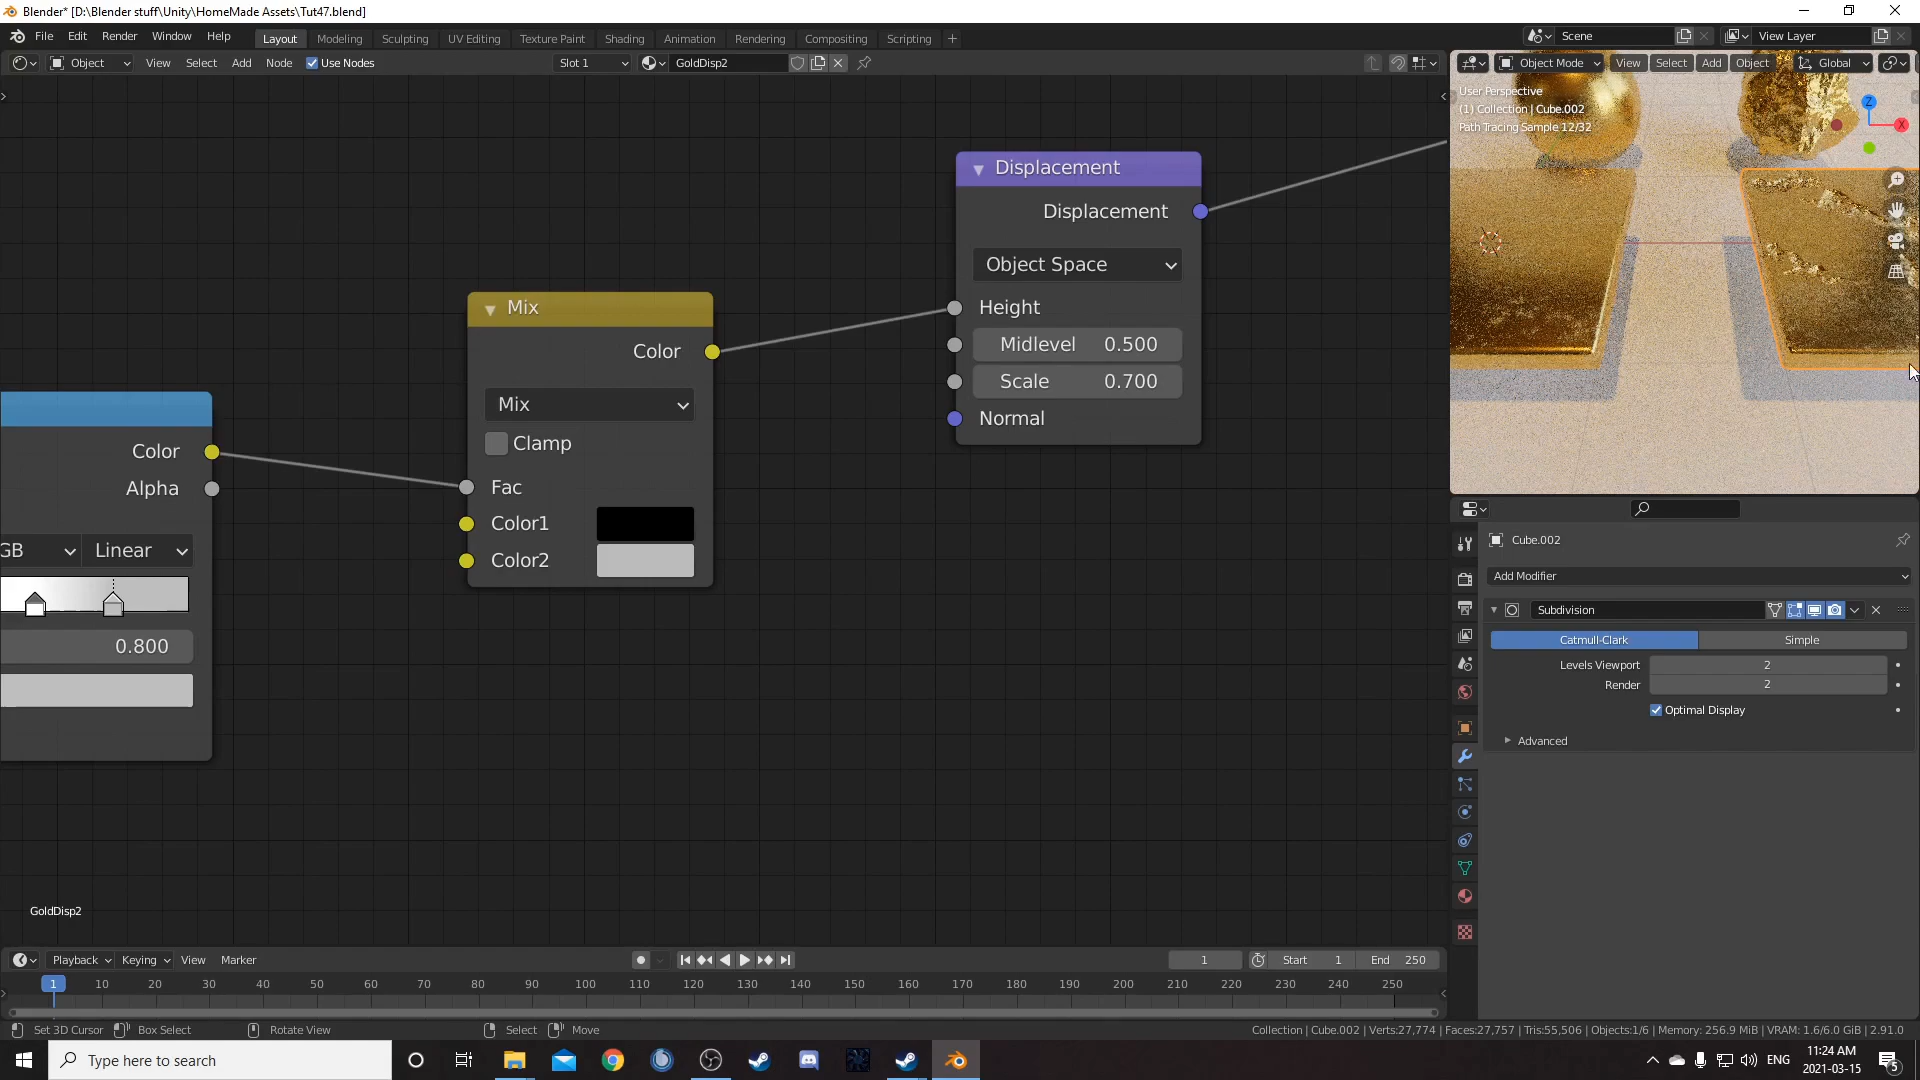 Blender* [D:\Blender stuff\Unity\HomeMade Assets\Tut47.blend]
File Edit Render Window Help Layout Modeling Sculpting UV Editing Texture Paint Shading Animation Rendering Compositing Scripting + Scene View Layer
Object View Select Add Node Use Nodes Slot 1 GoldDisp2
Object Mode View Select Add Object Global
User Perspective
(1) Collection | Cube.002
Path Tracing Sample 12/32
Z
X
Displacement
Displacement
Object Space
Height
Midlevel 0.500
Scale 0.700
Normal
Mix
Color
Mix
Clamp
Fac
Color1
Color2
Color
Alpha
GB Linear
0.800
Cube.002
Add Modifier
Subdivision
Catmull-Clark Simple
Levels Viewport 2
Render 2
Optimal Display
Advanced
GoldDisp2
Playback Keying View Marker 1 Start 1 End 250
1 10 20 30 40 50 60 70 80 90 100 110 120 130 140 150 160 170 180 190 200 210 220 230 240 250
Set 3D Cursor Box Select Rotate View Select Move Collection | Cube.002 | Verts:27,774 | Faces:27,757 | Tris:55,506 | Objects:1/6 | Memory: 256.9 MiB | VRAM: 1.6/6.0 GiB | 2.91.0
Type here to search ENG 11:24 AM
2021-03-15
5